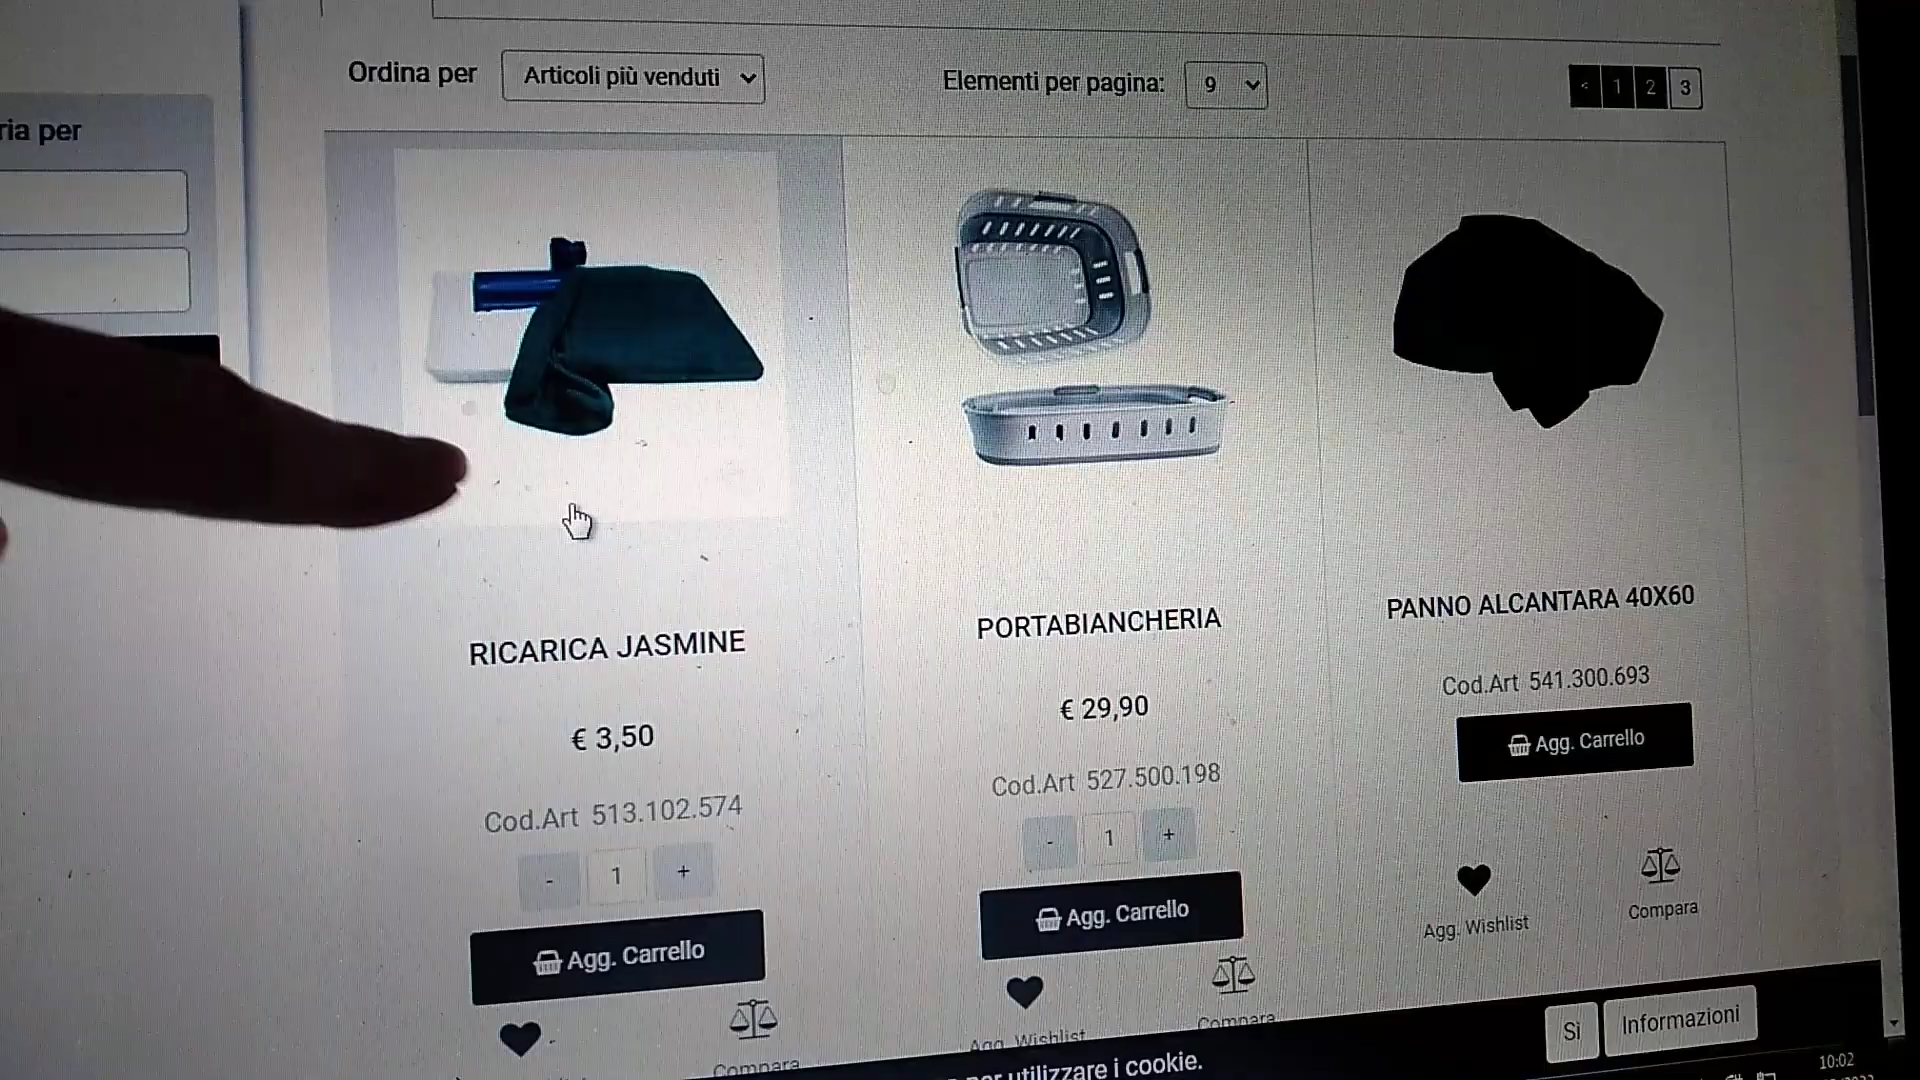 Ordina per
Articoli più venduti
Elementi per pagina:
9
<
1
2
3
ria per
RICARICA JASMINE
€ 3,50
Cod.Art 513.102.574
-
1
+
Agg. Carrello
Compara
PORTABIANCHERIA
€ 29,90
Cod.Art 527.500.198
-
1
+
Agg. Carrello
Agg. Wishlist
Compara
PANNO ALCANTARA 40X60
Cod.Art 541.300.693
Agg. Carrello
Agg. Wishlist
Compara
per utilizzare i cookie.
Sì
Informazioni
10:02